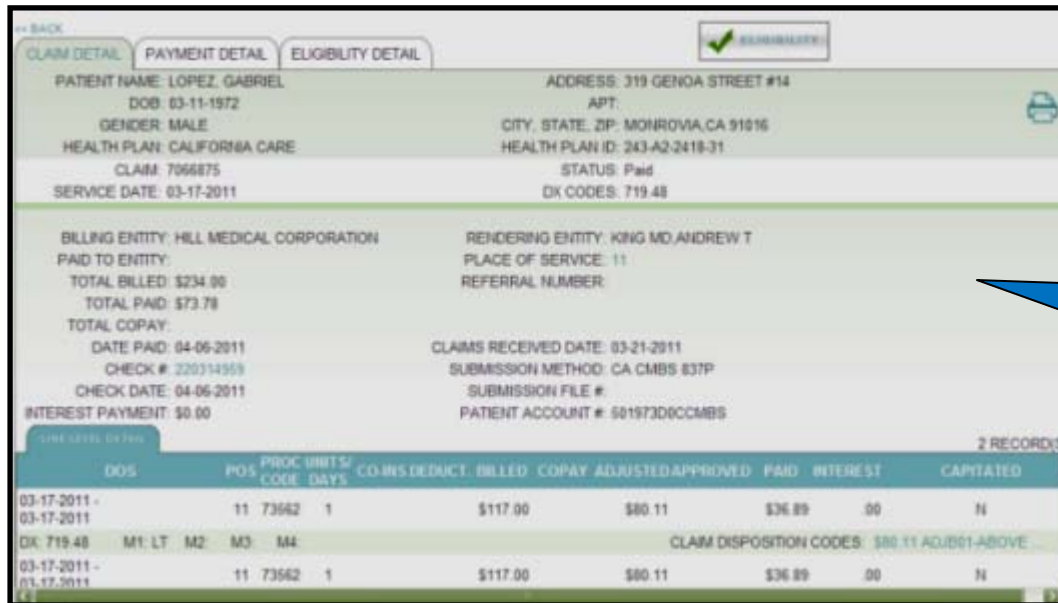 << BACK
CLAIM DETAIL PAYMENT DETAIL ELIGIBILITY DETAIL ELIGIBILITY
PATIENT NAME: LOPEZ, GABRIEL ADDRESS: 319 GENOA STREET #14
DOB: 03-11-1972 APT:
GENDER: MALE CITY, STATE, ZIP: MONROVIA,CA 91016
HEALTH PLAN: CALIFORNIA CARE HEALTH PLAN ID: 243-A2-2418-31
CLAIM: 7066875 STATUS: Paid
SERVICE DATE: 03-17-2011 DX CODES: 719.48
BILLING ENTITY: HILL MEDICAL CORPORATION RENDERING ENTITY: KING MD,ANDREW T
PAID TO ENTITY: PLACE OF SERVICE: 11
TOTAL BILLED: $234.00 REFERRAL NUMBER:
TOTAL PAID: $73.78
TOTAL COPAY:
DATE PAID: 04-06-2011 CLAIMS RECEIVED DATE: 03-21-2011
CHECK #: 220314959 SUBMISSION METHOD: CA CMBS 837P
CHECK DATE: 04-06-2011 SUBMISSION FILE #:
INTEREST PAYMENT: $0.00 PATIENT ACCOUNT #: 501973D0CCMBS
LINE LEVEL DETAIL 2 RECORD(S
DOS POS PROC CODE UNITS/ DAYS CO-INS DEDUCT. BILLED COPAY ADJUSTED APPROVED PAID INTEREST CAPITATED
03-17-2011 -
03-17-2011 11 73562 1 $117.00 $80.11 $36.89 .00 N
DX: 719.48 M1: LT M2: M3: M4: CLAIM DISPOSITION CODES: $80.11 ADJB01-ABOVE ...
03-17-2011 -
03-17-2011 11 73562 1 $117.00 $80.11 $36.89 .00 N